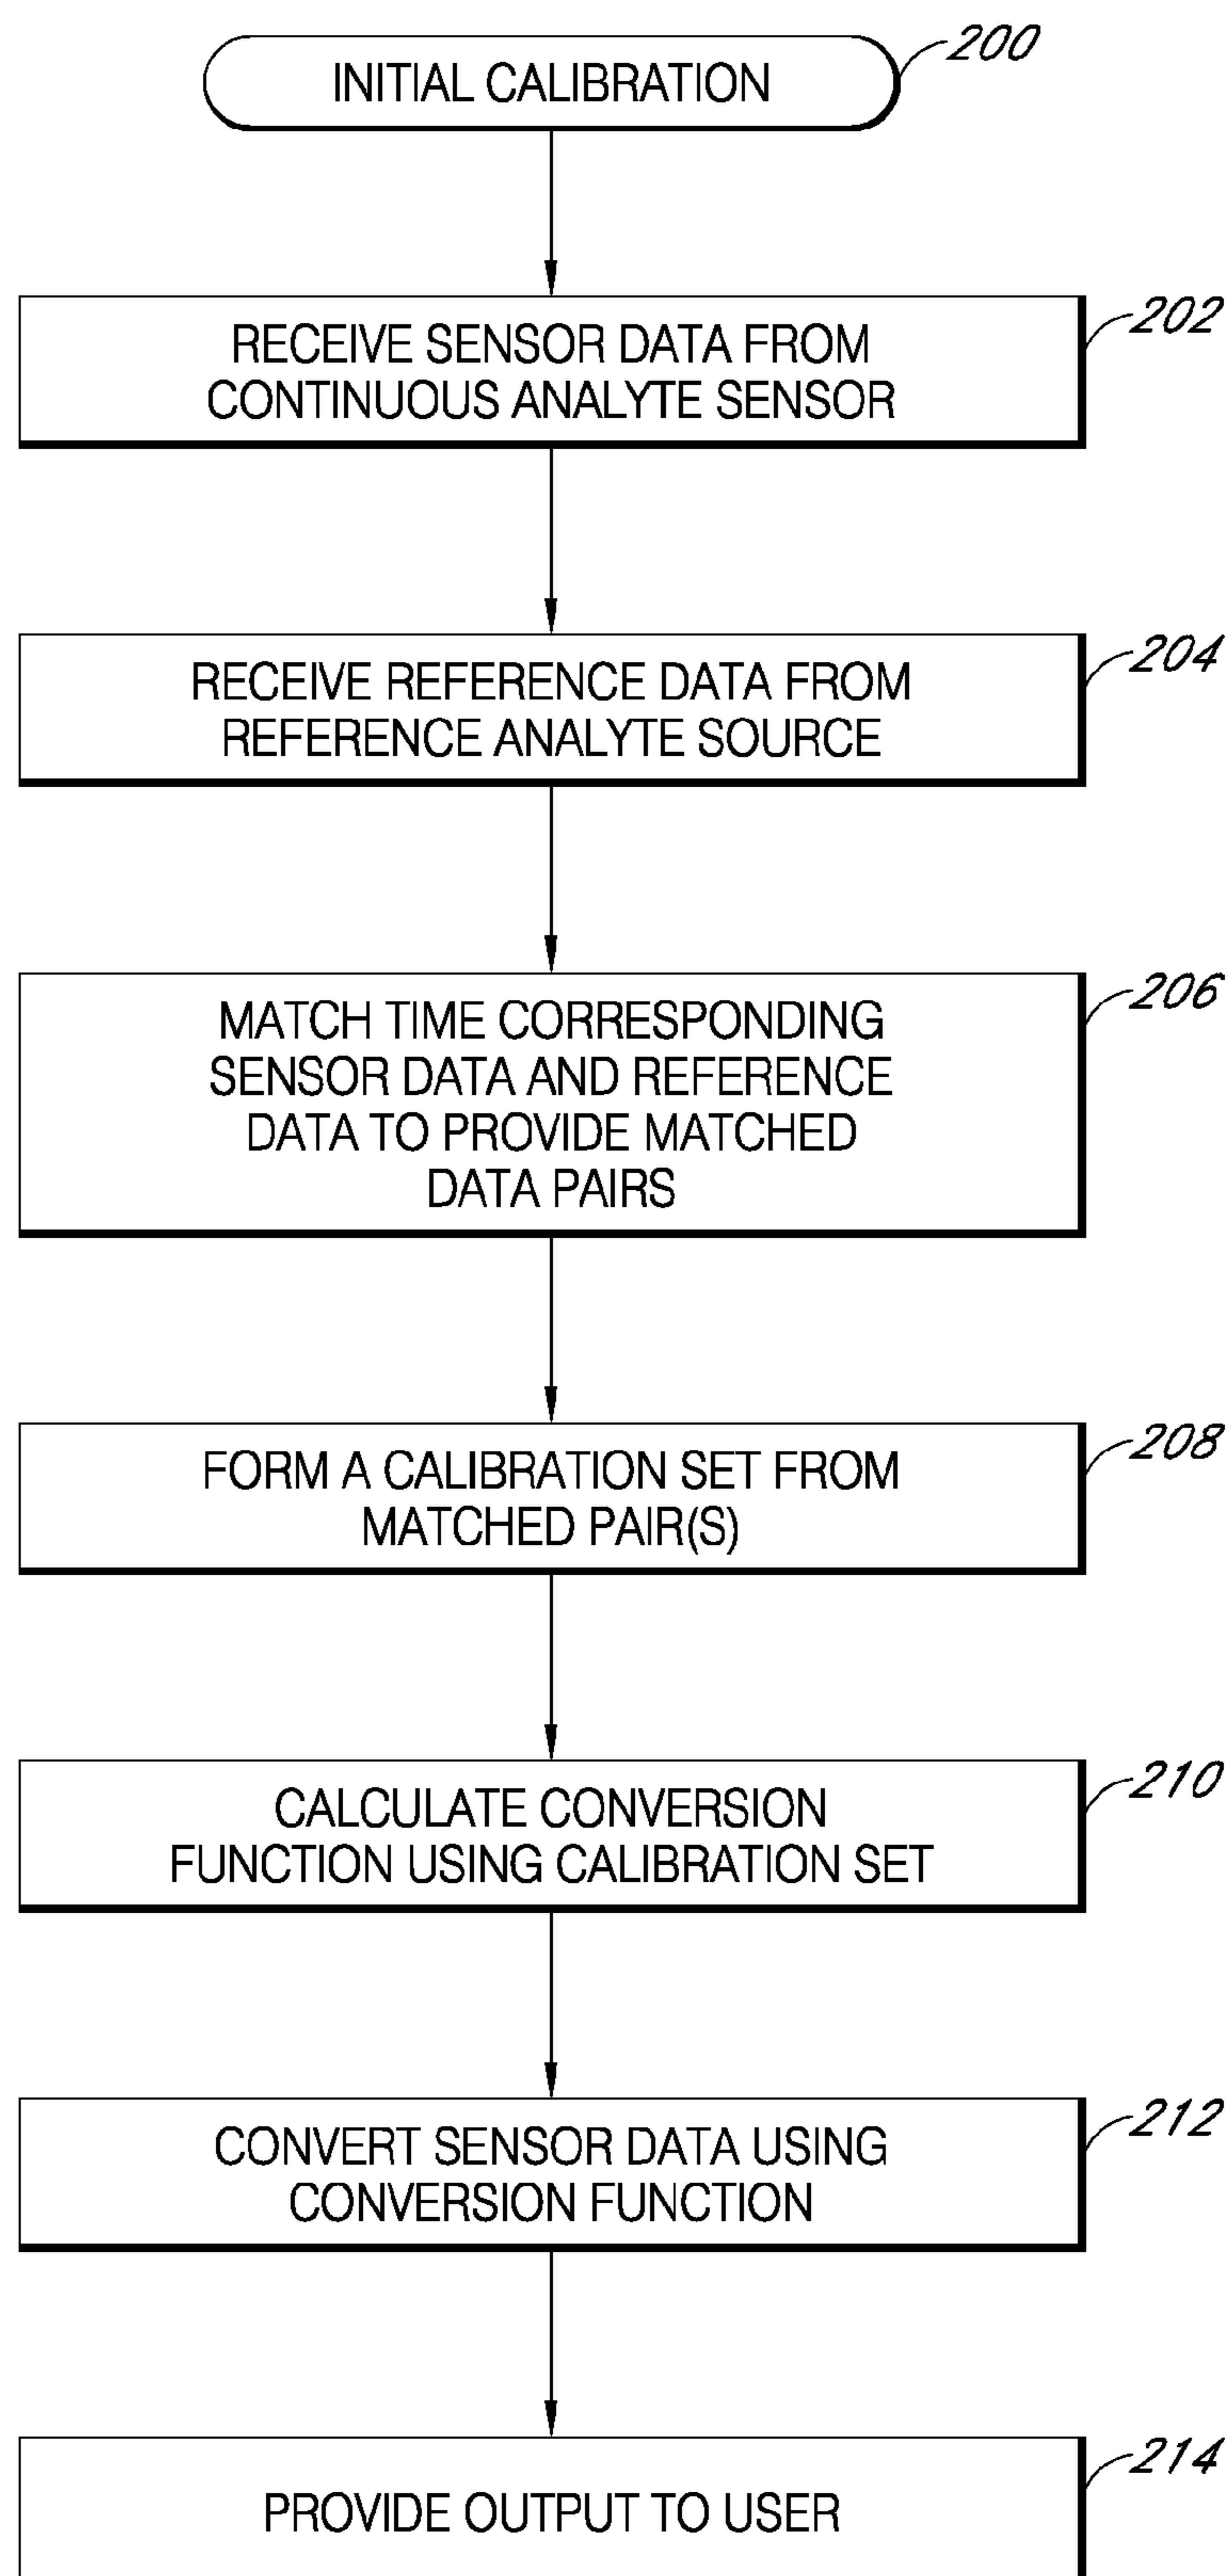 INITIAL CALIBRATION
200
RECEIVE SENSOR DATA FROM
CONTINUOUS ANALYTE SENSOR
202
RECEIVE REFERENCE DATA FROM
REFERENCE ANALYTE SOURCE
204
MATCH TIME CORRESPONDING
SENSOR DATA AND REFERENCE
DATA TO PROVIDE MATCHED
DATA PAIRS
206
FORM A CALIBRATION SET FROM
MATCHED PAIR(S)
208
CALCULATE CONVERSION
FUNCTION USING CALIBRATION SET
210
CONVERT SENSOR DATA USING
CONVERSION FUNCTION
212
PROVIDE OUTPUT TO USER
214